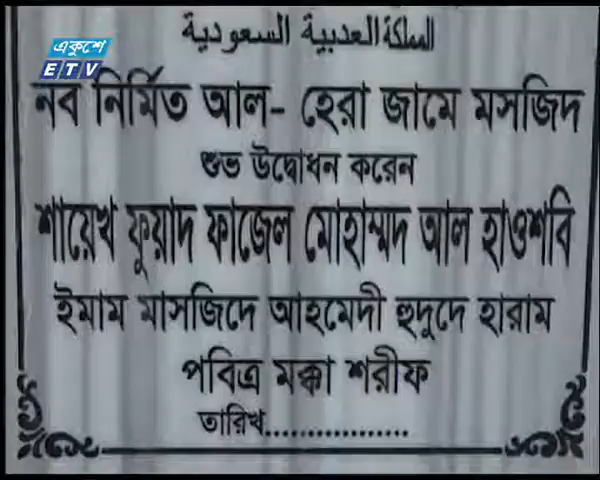 المملكة العربية السعودية
একুশে
ETV
নব নির্মিত আল- হেরা জামে মসজিদ
শুভ উদ্বোধন করেন
শায়েখ ফুয়াদ ফাজেল মোহাম্মদ আল হাওশবি
ইমাম মাসজিদে আহমেদী হুদুদে হারাম
পবিত্র মক্কা শরীফ
তারিখ.................